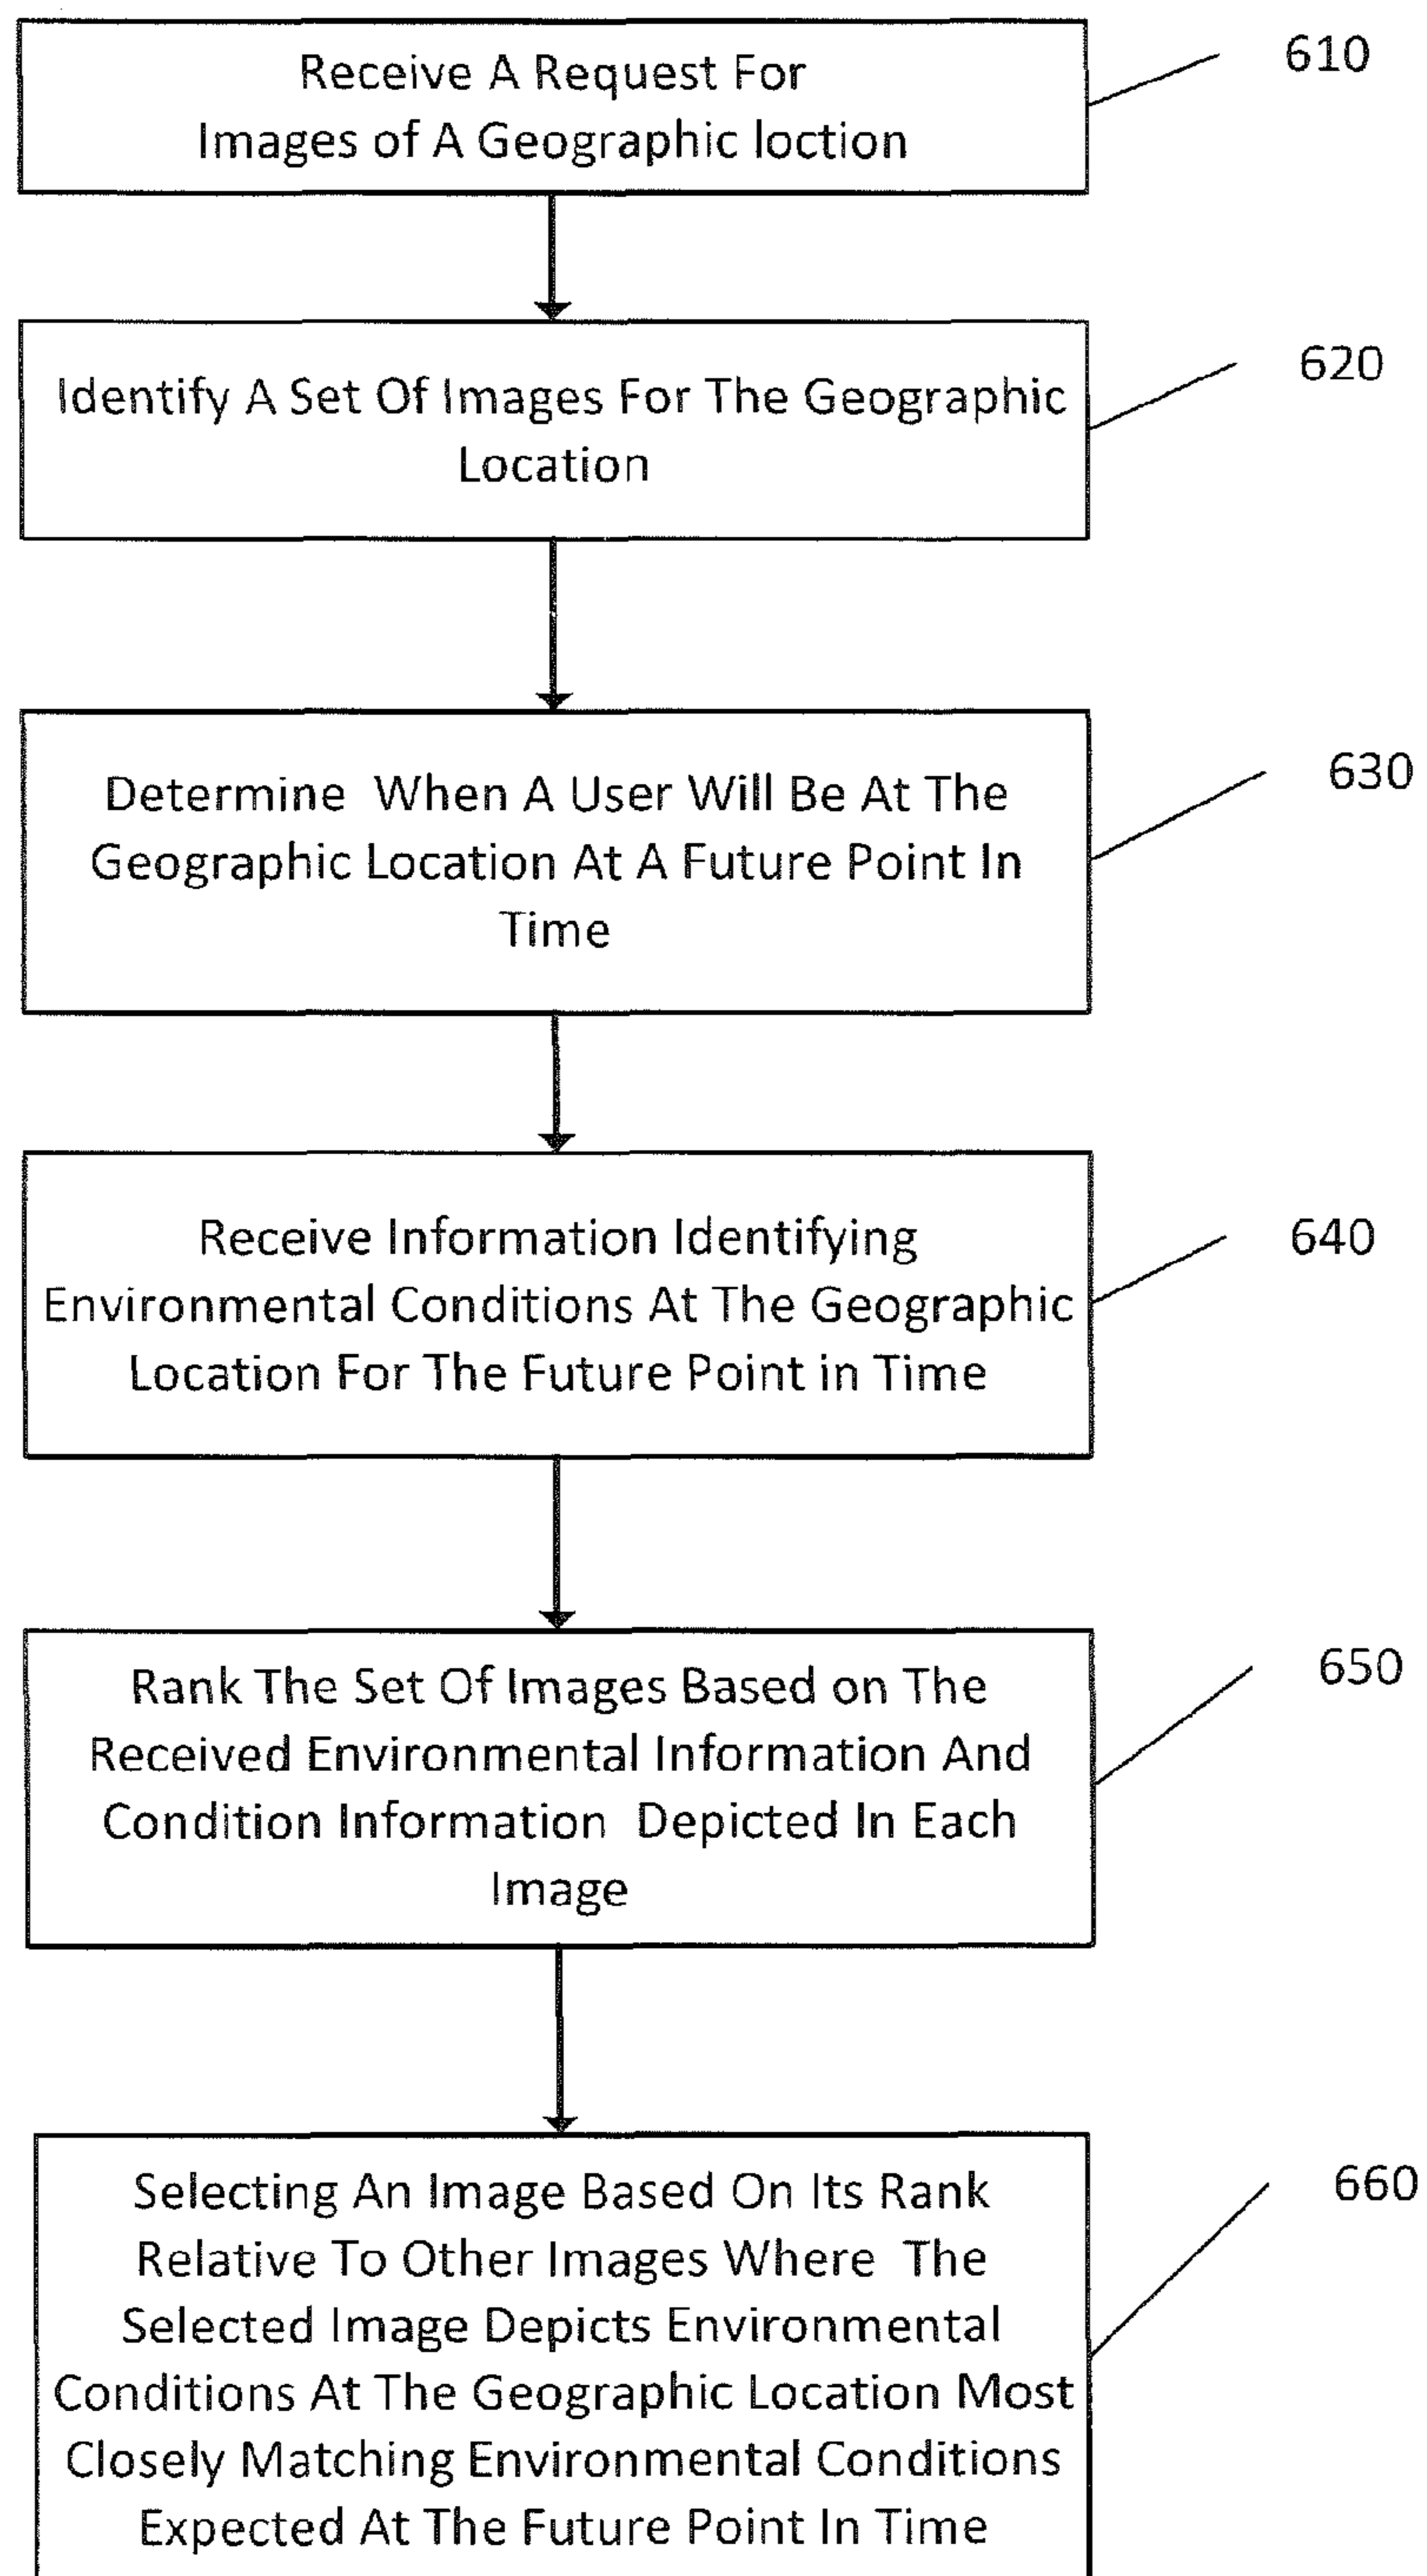 Receive A Request For
Images of A Geographic loction
610
Identify A Set Of Images For The Geographic
Location
620
Determine When A User Will Be At The
Geographic Location At A Future Point In
Time
630
Receive Information Identifying
Environmental Conditions At The Geographic
Location For The Future Point in Time
640
Rank The Set Of Images Based on The
Received Environmental Information And
Condition Information Depicted In Each
Image
650
Selecting An Image Based On Its Rank
Relative To Other Images Where The
Selected Image Depicts Environmental
Conditions At The Geographic Location Most
Closely Matching Environmental Conditions
Expected At The Future Point In Time
660